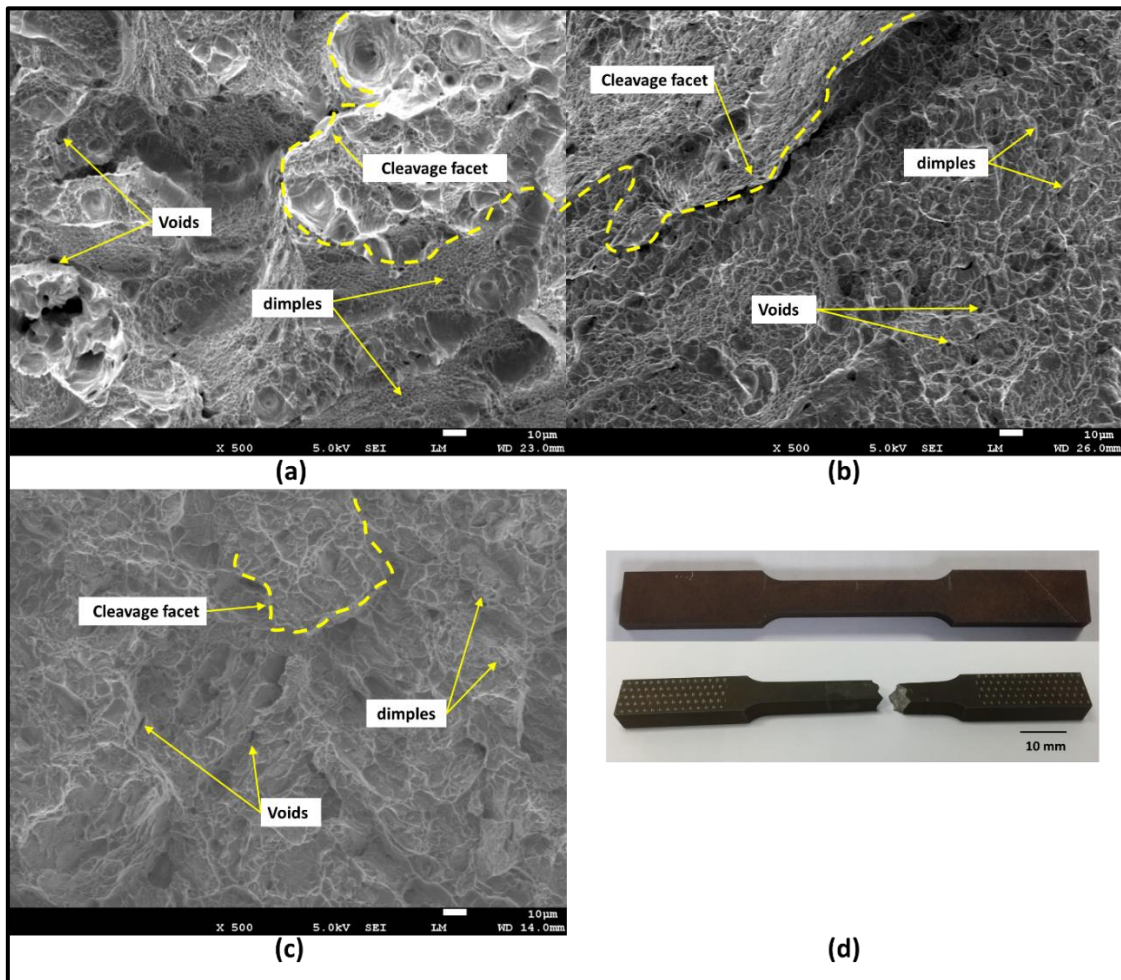 Cleavage facet
Voids
dimples
X 500 5.0kV SEI LM WD 23.0mm
10µm
(a)
Cleavage facet
dimples
Voids
X 500 5.0kV SEI LM WD 26.0mm
10µm
(b)
Cleavage facet
dimples
Voids
X 500 5.0kV SEI LM WD 14.0mm
10µm
(c)
10 mm
(d)